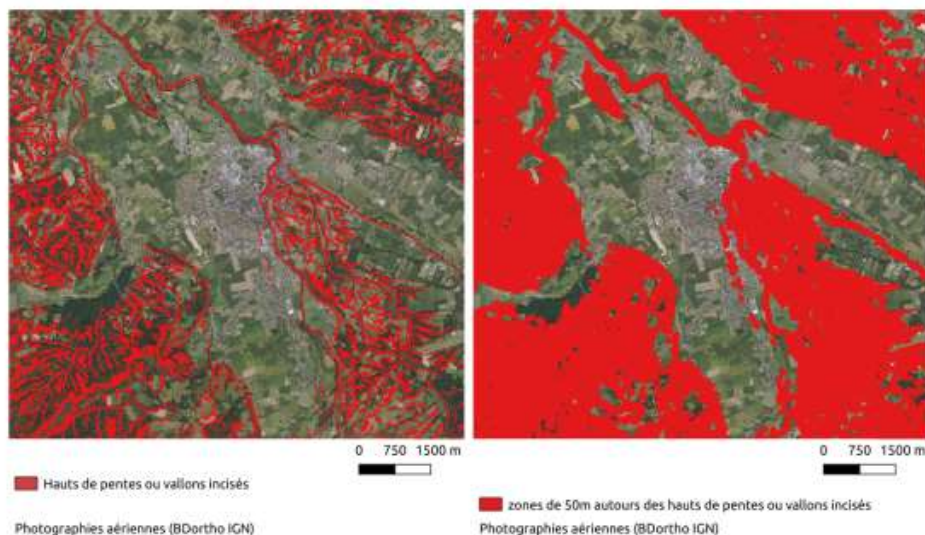 0 750 1500 m
0 750 1500 m
Hauts de pentes ou vallons incisés
zones de 50m autours des hauts de pentes ou vallons incisés
Photographies aériennes (BDortho IGN)
Photographies aériennes (BDortho IGN)